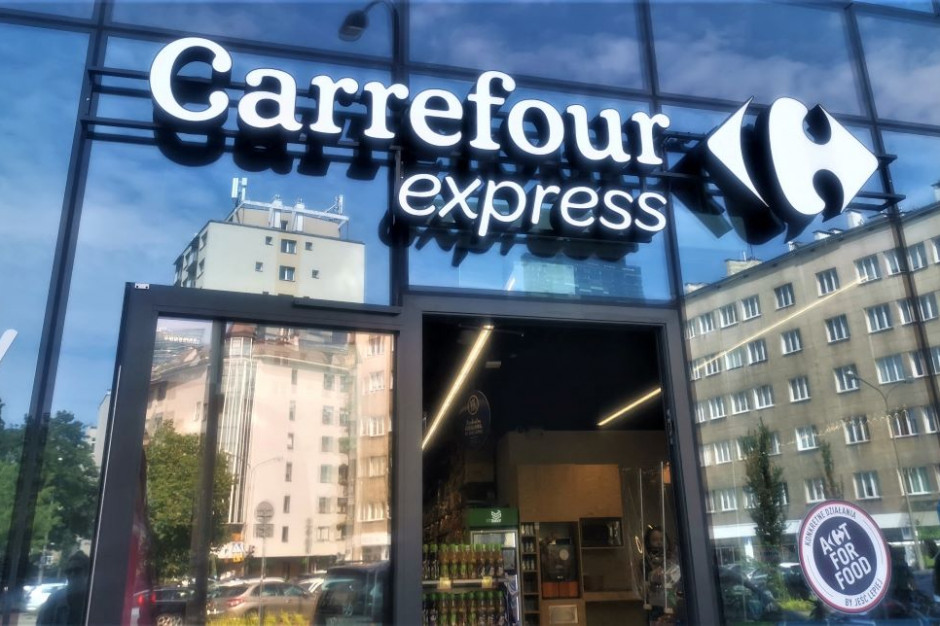 Carrefour
express
KONKRETNE DZIAŁANIA
ACT
FOR
FOOD
BY JEŚĆ LEPIEJ